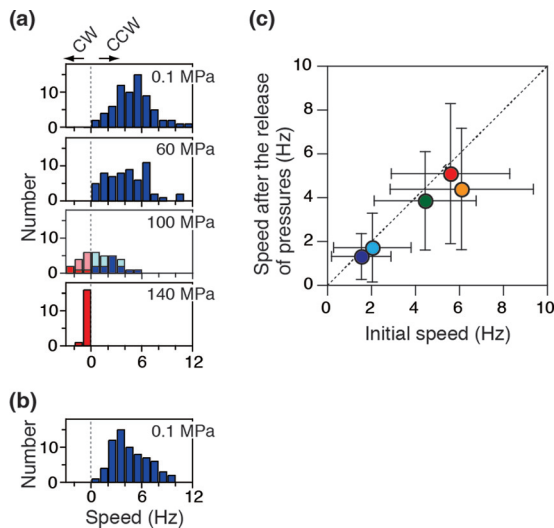 (a)
CW CCW
10
0
0.1 MPa
10
0
60 MPa
10
0
100 MPa
10
0
140 MPa
Number
0 6 12
(b)
10
0
0.1 MPa
Number
0 6 12
Speed (Hz)
(c)
10
8
6
4
2
0
Speed after the release
of pressures (Hz)
0 2 4 6 8 10
Initial speed (Hz)